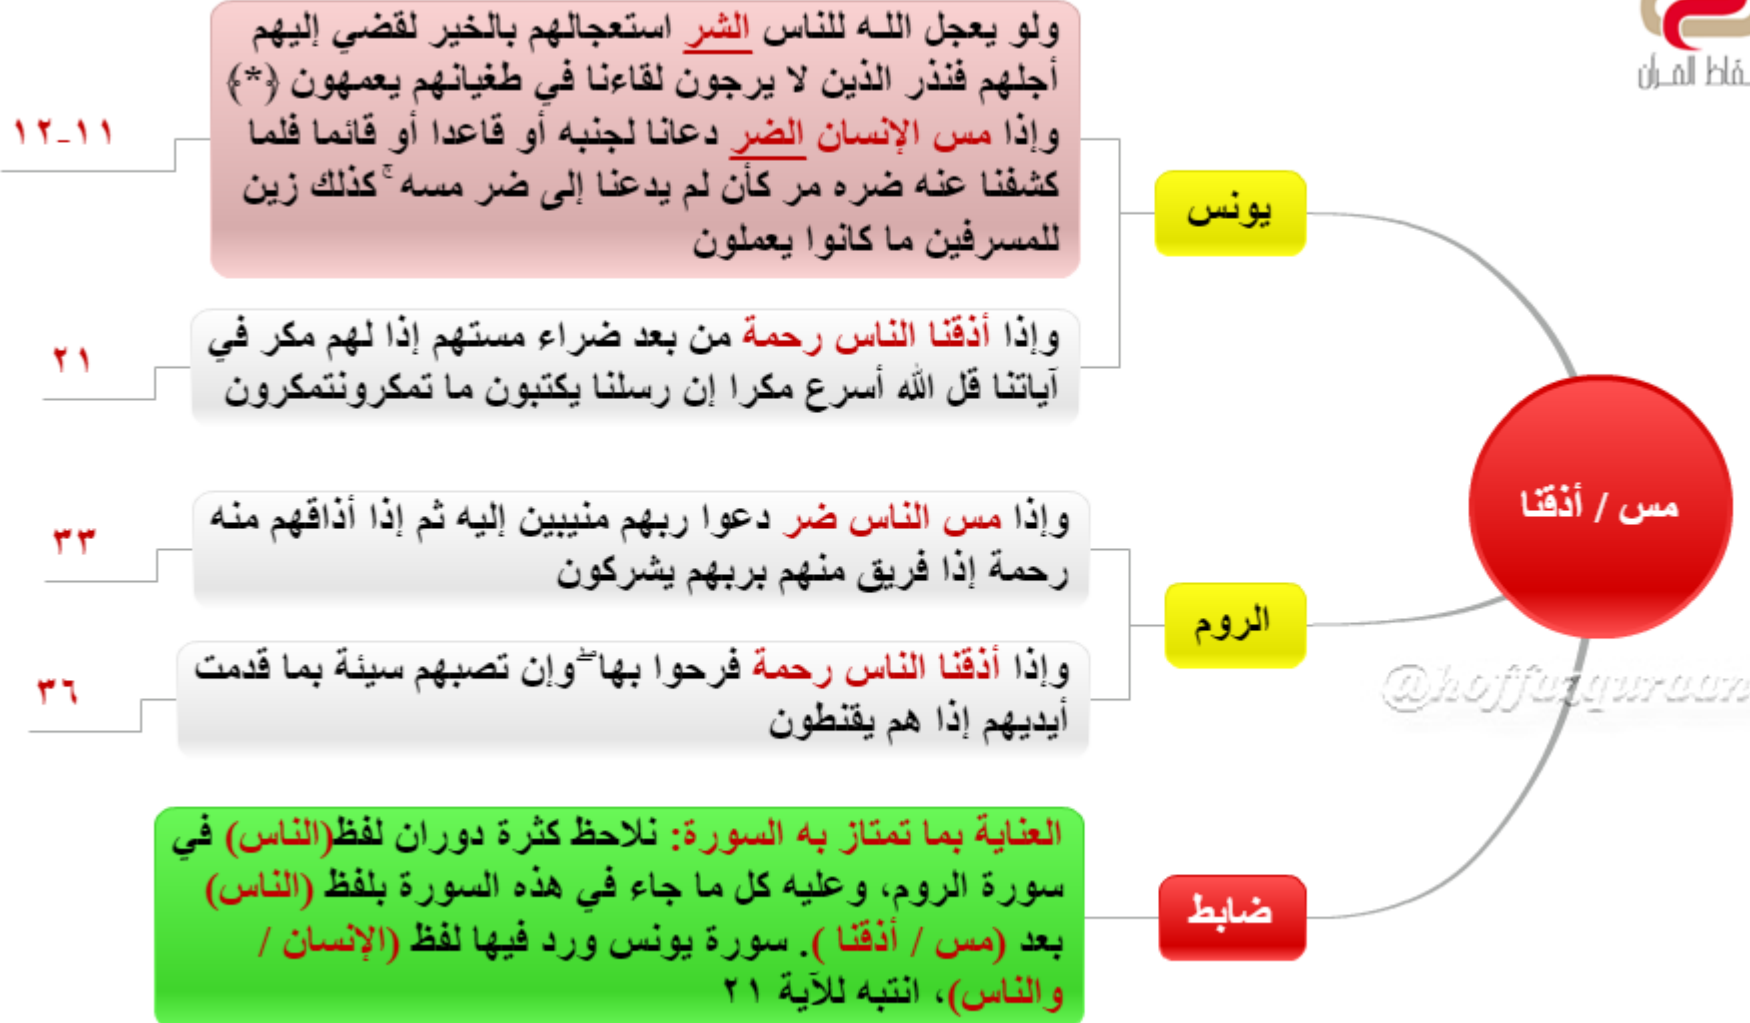 ـفاظ القـرآن
مس / أذقنا
@hoffazquraan
يونس
ولو يعجل اللـه للناس الشر استعجالهم بالخير لقضي إليهم
أجلهم فنذر الذين لا يرجون لقاءنا في طغيانهم يعمهون ﴿*﴾
وإذا مس الإنسان الضر دعانا لجنبه أو قاعدا أو قائما فلما
كشفنا عنه ضره مر كأن لم يدعنا إلى ضر مسه ۚ كذلك زين
للمسرفين ما كانوا يعملون
١١-١٢
وإذا أذقنا الناس رحمة من بعد ضراء مستهم إذا لهم مكر في
آياتنا قل الله أسرع مكرا إن رسلنا يكتبون ما تمكرونتمكرون
٢١
الروم
وإذا مس الناس ضر دعوا ربهم منيبين إليه ثم إذا أذاقهم منه
رحمة إذا فريق منهم بربهم يشركون
٣٣
وإذا أذقنا الناس رحمة فرحوا بها ۖ وإن تصبهم سيئة بما قدمت
أيديهم إذا هم يقنطون
٣٦
ضابط
العناية بما تمتاز به السورة: نلاحظ كثرة دوران لفظ(الناس) في
سورة الروم، وعليه كل ما جاء في هذه السورة بلفظ (الناس)
بعد (مس / أذقنا ). سورة يونس ورد فيها لفظ (الإنسان /
والناس)، انتبه للآية ٢١